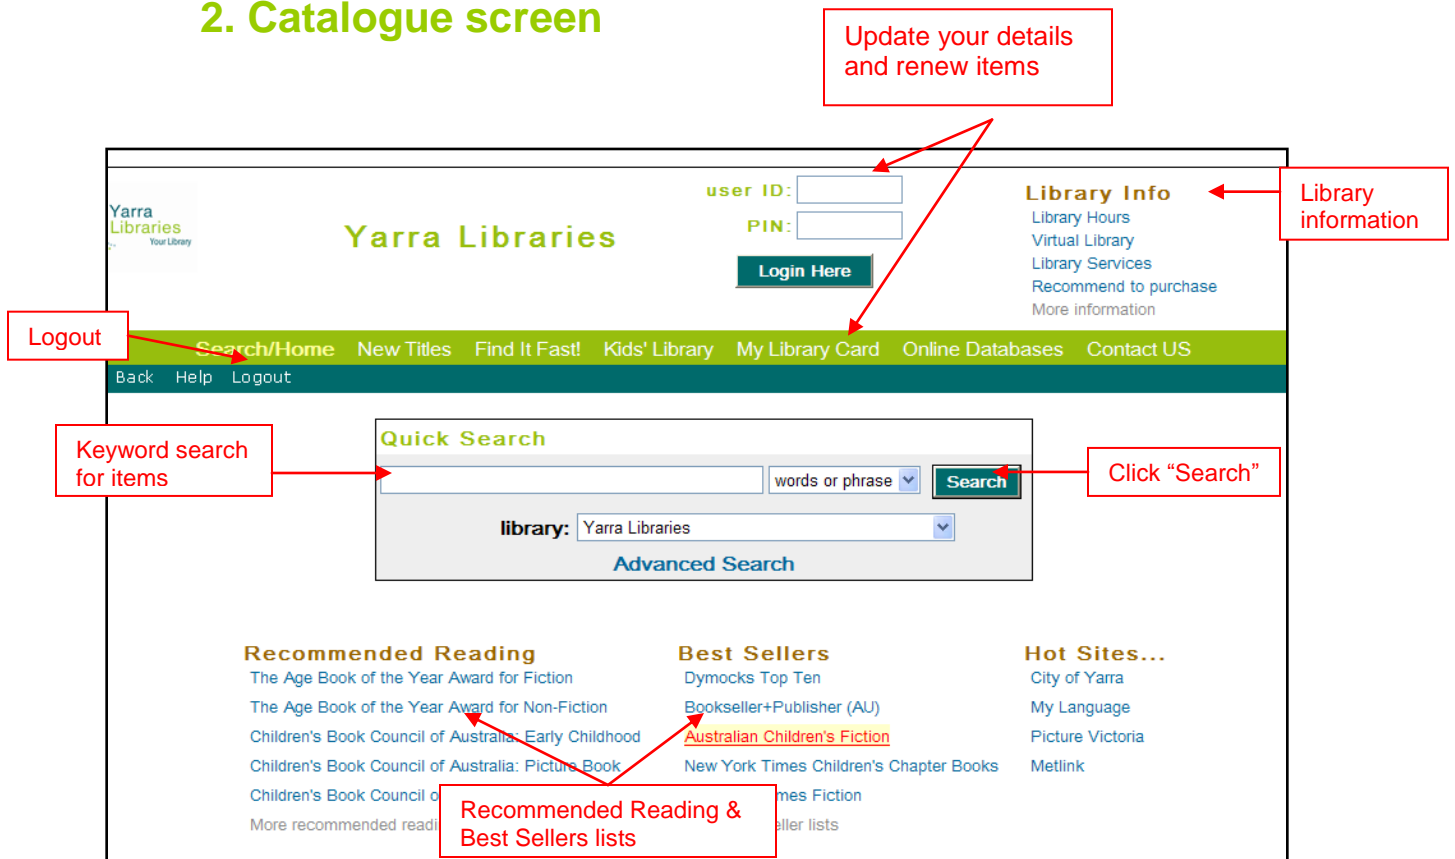 2. Catalogue screen
Update your details
and renew items
Yarra
Libraries
Your Library
Yarra Libraries
user ID:
PIN:
Login Here
Library Info
Library Hours
Virtual Library
Library Services
Recommend to purchase
More information
Library
information
Logout
Search/Home New Titles Find It Fast! Kids' Library My Library Card Online Databases Contact US
Back Help Logout
Keyword search
for items
Quick Search
words or phrase
Search
Click “Search”
library: Yarra Libraries
Advanced Search
Recommended Reading
The Age Book of the Year Award for Fiction
The Age Book of the Year Award for Non-Fiction
Children's Book Council of Australia: Early Childhood
Children's Book Council of Australia: Picture Book
Children's Book Council
More recommended
Best Sellers
Dymocks Top Ten
Bookseller+Publisher (AU)
Australian Children's Fiction
New York Times Children's Chapter Books
Fiction
lists
Hot Sites...
City of Yarra
My Language
Picture Victoria
Metlink
Recommended Reading &
Best Sellers lists